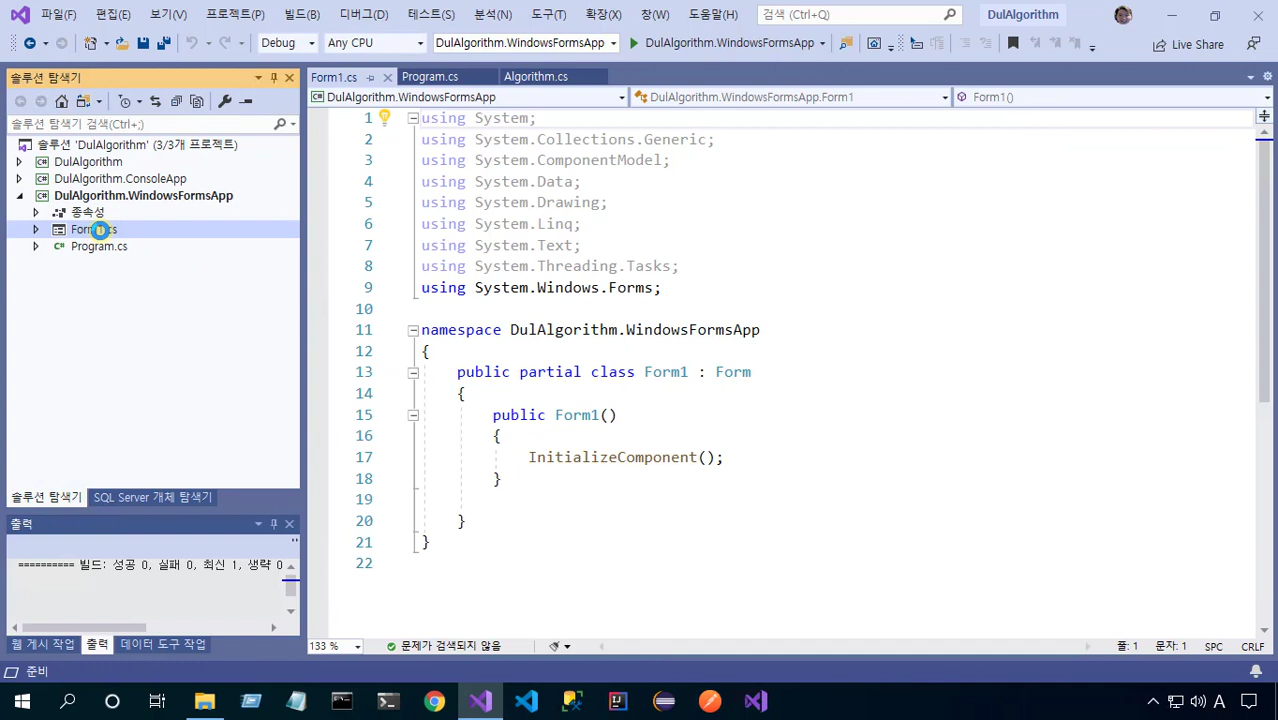 파일(F) 편집(E) 보기(V) 프로젝트(P) 빌드(B) 디버그(D) 테스트(S) 분석(N) 도구(T) 확장(X) 창(W) 도움말(H) 검색 (Ctrl+Q) DulAlgorithm
Debug Any CPU DulAlgorithm.WindowsFormsApp DulAlgorithm.WindowsFormsApp Live Share
솔루션 탐색기
솔루션 탐색기 검색(Ctrl+;)
솔루션 'DulAlgorithm' (3/3개 프로젝트)
DulAlgorithm
DulAlgorithm.ConsoleApp
DulAlgorithm.WindowsFormsApp
종속성
Form1.cs
Program.cs
솔루션 탐색기 SQL Server 개체 탐색기
출력
========== 빌드: 성공 0, 실패 0, 최신 1, 생략 0
웹 게시 작업 출력 데이터 도구 작업
Form1.cs Program.cs Algorithm.cs
DulAlgorithm.WindowsFormsApp DulAlgorithm.WindowsFormsApp.Form1 Form1()
1 using System;
2 using System.Collections.Generic;
3 using System.ComponentModel;
4 using System.Data;
5 using System.Drawing;
6 using System.Linq;
7 using System.Text;
8 using System.Threading.Tasks;
9 using System.Windows.Forms;
10
11 namespace DulAlgorithm.WindowsFormsApp
12 {
13 public partial class Form1 : Form
14 {
15 public Form1()
16 {
17 InitializeComponent();
18 }
19
20 }
21 }
22
133 % 문제가 검색되지 않음 줄: 1 문자: 1 SPC CRLF
준비
A